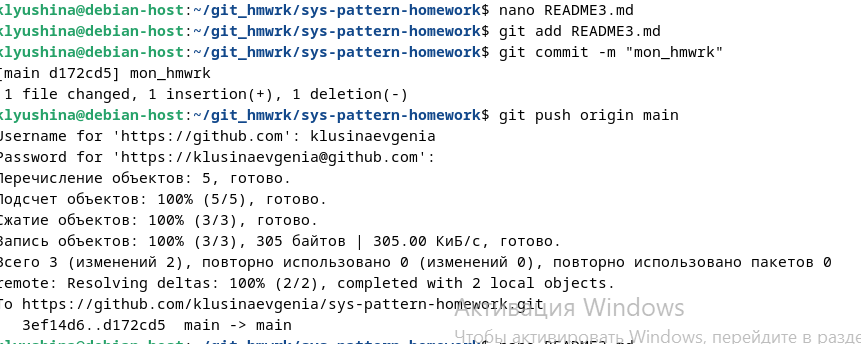 klyushina@debian-host:~/git_hmwrk/sys-pattern-homework$ nano README3.md
klyushina@debian-host:~/git_hmwrk/sys-pattern-homework$ git add README3.md
klyushina@debian-host:~/git_hmwrk/sys-pattern-homework$ git commit -m "mon_hmwrk"
[main d172cd5] mon_hmwrk
1 file changed, 1 insertion(+), 1 deletion(-)
klyushina@debian-host:~/git_hmwrk/sys-pattern-homework$ git push origin main
Username for 'https://github.com': klusinaevgenia
Password for 'https://klusinaevgenia@github.com':
Перечисление объектов: 5, готово.
Подсчет объектов: 100% (5/5), готово.
Сжатие объектов: 100% (3/3), готово.
Запись объектов: 100% (3/3), 305 байтов | 305.00 КиБ/с, готово.
Всего 3 (изменений 2), повторно использовано 0 (изменений 0), повторно использовано пакетов 0
remote: Resolving deltas: 100% (2/2), completed with 2 local objects.
To https://github.com/klusinaevgenia/sys-pattern-homework.git
3ef14d6..d172cd5 main -> main
Активация Windows
Чтобы активировать Windows, перейдите в разде